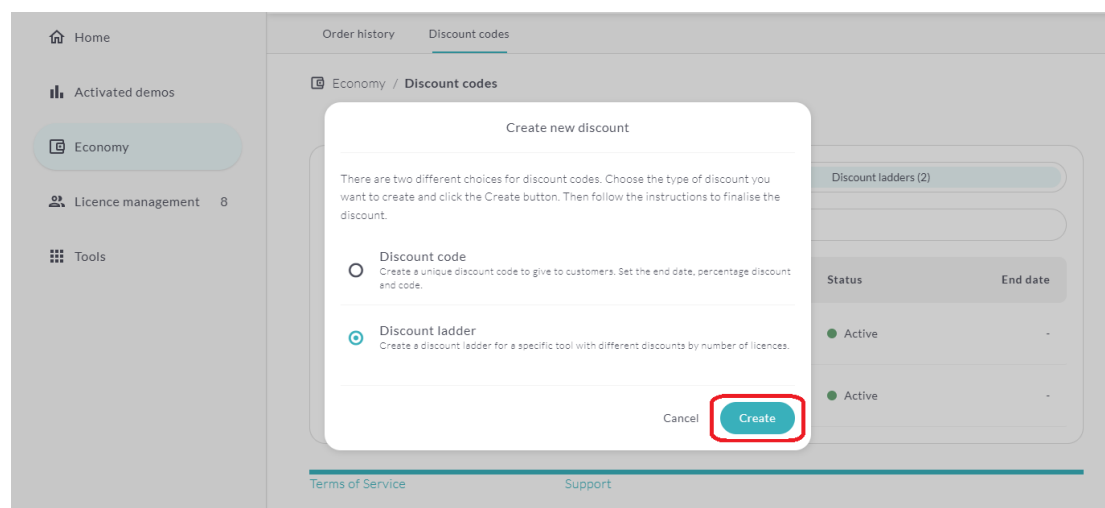 Home
Order history Discount codes
Activated demos
Economy / Discount codes
Economy
Licence management 8
Tools
Create new discount
There are two different choices for discount codes. Choose the type of discount you
want to create and click the Create button. Then follow the instructions to finalise the
discount.
Discount code
Create a unique discount code to give to customers. Set the end date, percentage discount
and code.
Discount ladder
Create a discount ladder for a specific tool with different discounts by number of licences.
Cancel Create
Discount ladders (2)
Status End date
Active -
Active -
Terms of Service Support